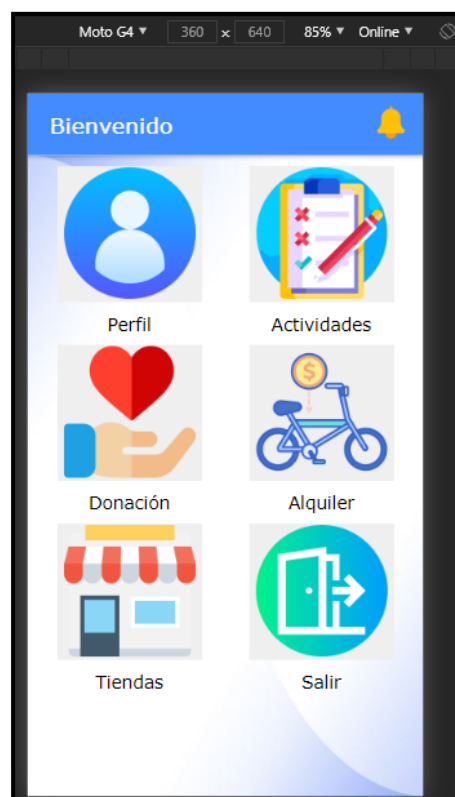 Moto G4 ▼ 360 x 640 85% ▼ Online ▼
Bienvenido
Perfil Actividades
$
Donación Alquiler
Tiendas Salir